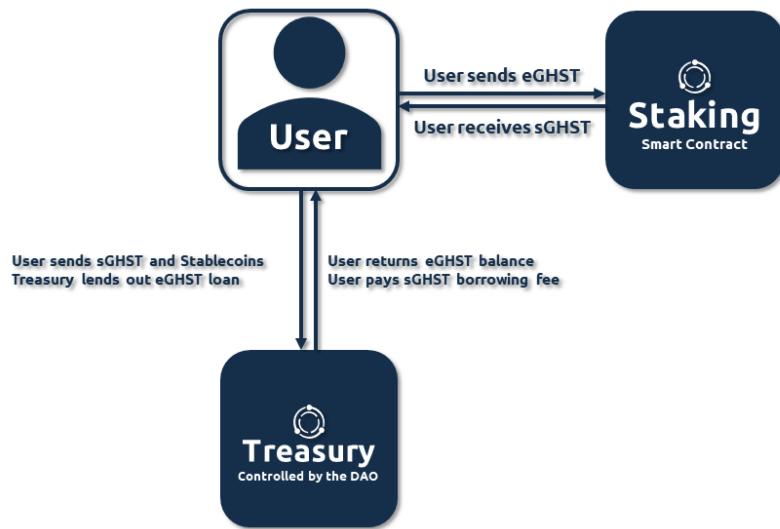 User
User sends eGHST
User receives sGHST
Staking
Smart Contract
User sends sGHST and Stablecoins
Treasury lends out eGHST loan
User returns eGHST balance
User pays sGHST borrowing fee
Treasury
Controlled by the DAO